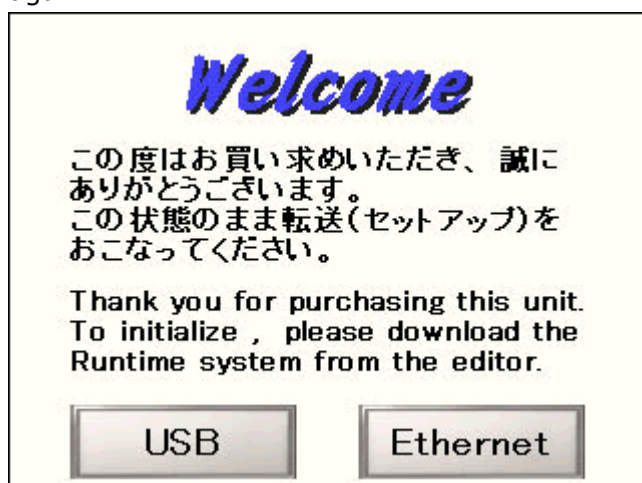 Welcome
この度はお買い求めいただき、誠に
ありがとうございます。
この状態のまま転送(セットアップ)を
おこなってください。
Thank you for purchasing this unit.
To initialize , please download the
Runtime system from the editor.
USB
Ethernet